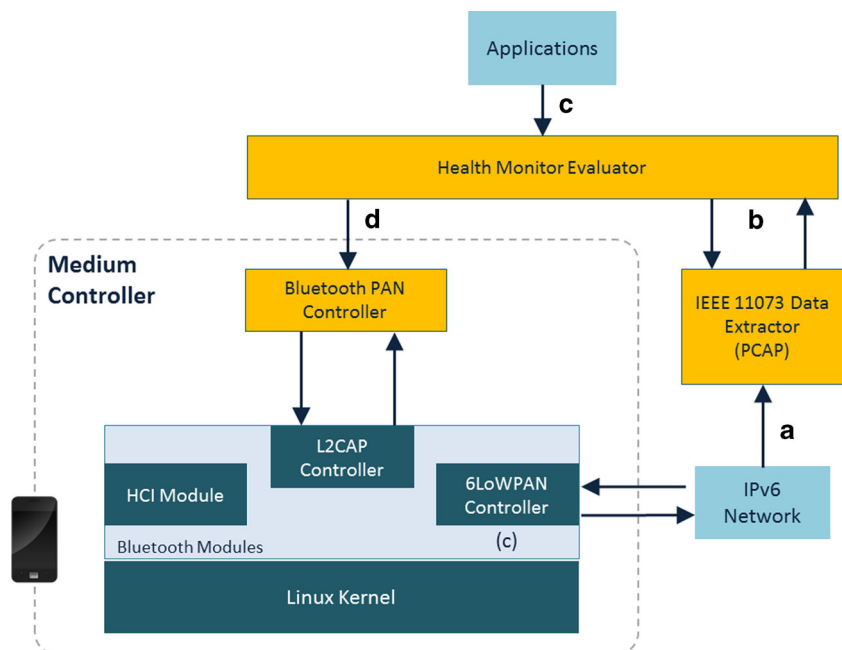 Applications
c
Health Monitor Evaluator
d
b
Medium
Controller
Bluetooth PAN
Controller
IEEE 11073 Data
Extractor
(PCAP)
a
L2CAP
Controller
HCI Module
6LoWPAN
Controller
(c)
IPv6
Network
Bluetooth Modules
Linux Kernel